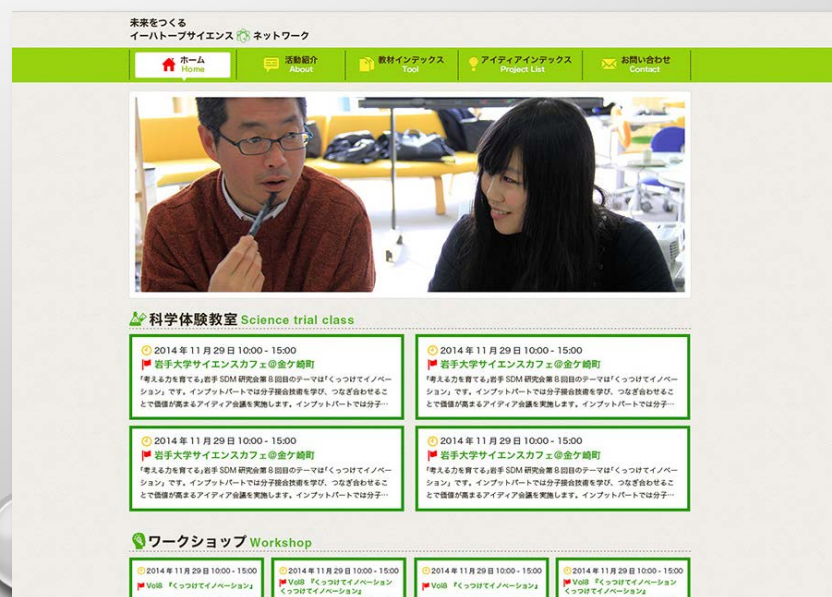 未来をつくる
イーハトーブサイエンス ネットワーク
ホーム
Home
活動紹介
About
教材インデックス
Tool
アイディアインデックス
Project List
お問い合わせ
Contact
科学体験教室 Science trial class
2014年11月29日 10:00 - 15:00
岩手大学サイエンスカフェ@金ケ崎町
「考える力を育てる」岩手 SDM 研究会第8回目のテーマは「くっつけてイノベー
ション」です。インプットパートでは分子接合技術を学び、つなぎ合わせるこ
とで価値が高まるアイディア会議を実施します。インプットパートでは分子…
2014年11月29日 10:00 - 15:00
岩手大学サイエンスカフェ@金ケ崎町
「考える力を育てる」岩手 SDM 研究会第8回目のテーマは「くっつけてイノベー
ション」です。インプットパートでは分子接合技術を学び、つなぎ合わせるこ
とで価値が高まるアイディア会議を実施します。インプットパートでは分子…
2014年11月29日 10:00 - 15:00
岩手大学サイエンスカフェ@金ケ崎町
「考える力を育てる」岩手 SDM 研究会第8回目のテーマは「くっつけてイノベー
ション」です。インプットパートでは分子接合技術を学び、つなぎ合わせるこ
とで価値が高まるアイディア会議を実施します。インプットパートでは分子…
2014年11月29日 10:00 - 15:00
岩手大学サイエンスカフェ@金ケ崎町
「考える力を育てる」岩手 SDM 研究会第8回目のテーマは「くっつけてイノベー
ション」です。インプットパートでは分子接合技術を学び、つなぎ合わせるこ
とで価値が高まるアイディア会議を実施します。インプットパートでは分子…
ワークショップ Workshop
2014年11月29日 10:00 - 15:00
Vol8 『くっつけてイノベーション』
2014年11月29日 10:00 - 15:00
Vol8 『くっつけてイノベーション
くっつけてイノベーション』
2014年11月29日 10:00 - 15:00
Vol8 『くっつけてイノベーション』
2014年11月29日 10:00 - 15:00
Vol8 『くっつけてイノベーション
くっつけてイノベーション』